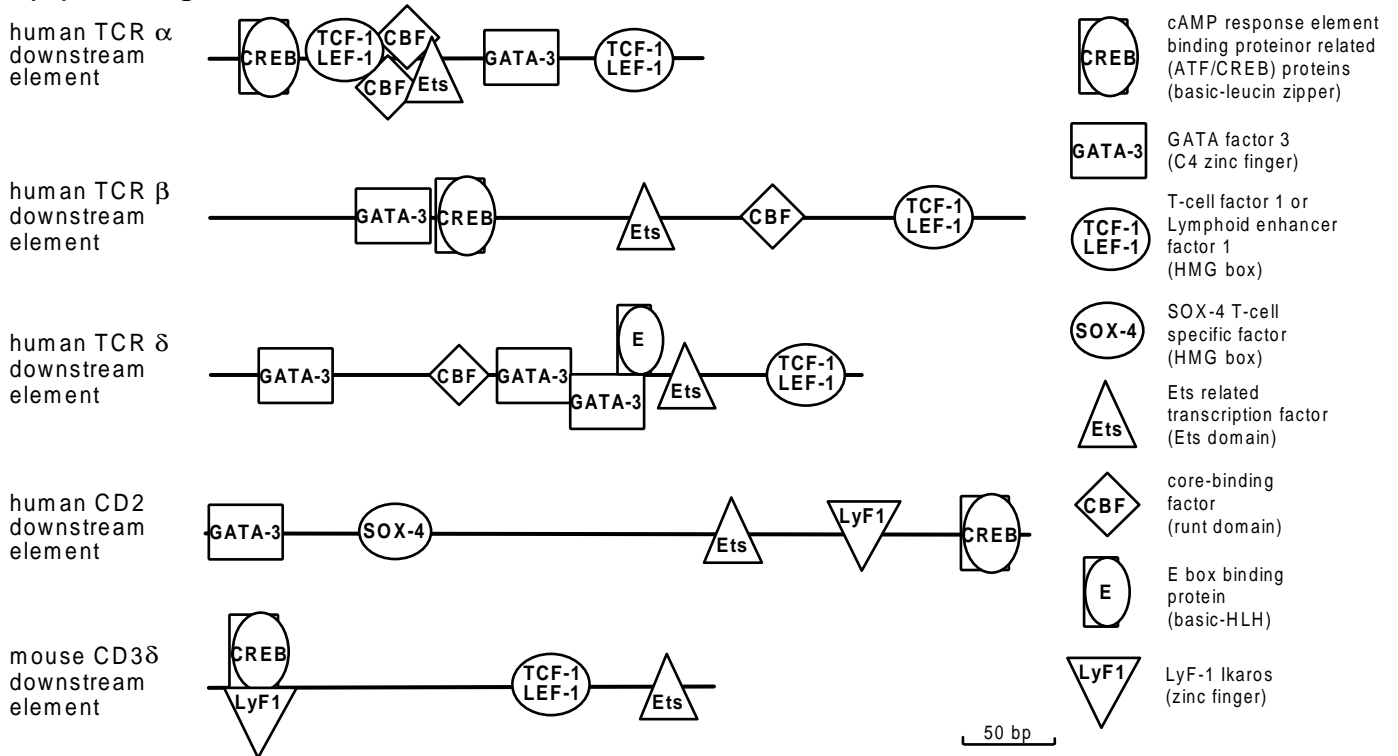 human TCR α
downstream
element
CREB
TCF-1
LEF-1
CBF
CBF
Ets
GATA-3
TCF-1
LEF-1
human TCR β
downstream
element
GATA-3
CREB
Ets
CBF
TCF-1
LEF-1
human TCR δ
downstream
element
GATA-3
CBF
GATA-3
GATA-3
E
Ets
TCF-1
LEF-1
human CD2
downstream
element
GATA-3
SOX-4
Ets
LyF1
CREB
mouse CD3δ
downstream
element
CREB
LyF1
TCF-1
LEF-1
Ets
50 bp
CREB
cAMP response element
binding proteinor related
(ATF/CREB) proteins
(basic-leucin zipper)
GATA-3
GATA factor 3
(C4 zinc finger)
TCF-1
LEF-1
T-cell factor 1 or
Lymphoid enhancer
factor 1
(HMG box)
SOX-4
SOX-4 T-cell
specific factor
(HMG box)
Ets
Ets related
transcription factor
(Ets domain)
CBF
core-binding
factor
(runt domain)
E
E box binding
protein
(basic-HLH)
LyF1
LyF-1 Ikaros
(zinc finger)